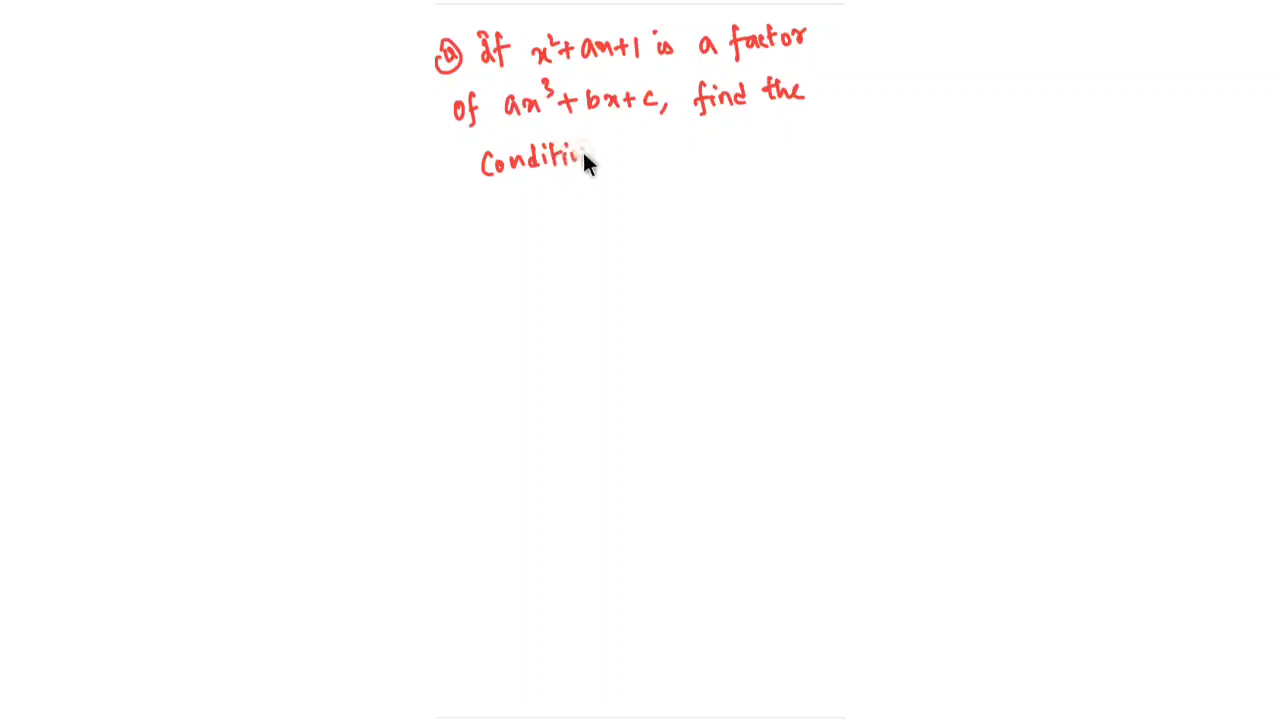 Q If x²+ax+1 is a factor
of ax³+bx+c, find the
Conditi